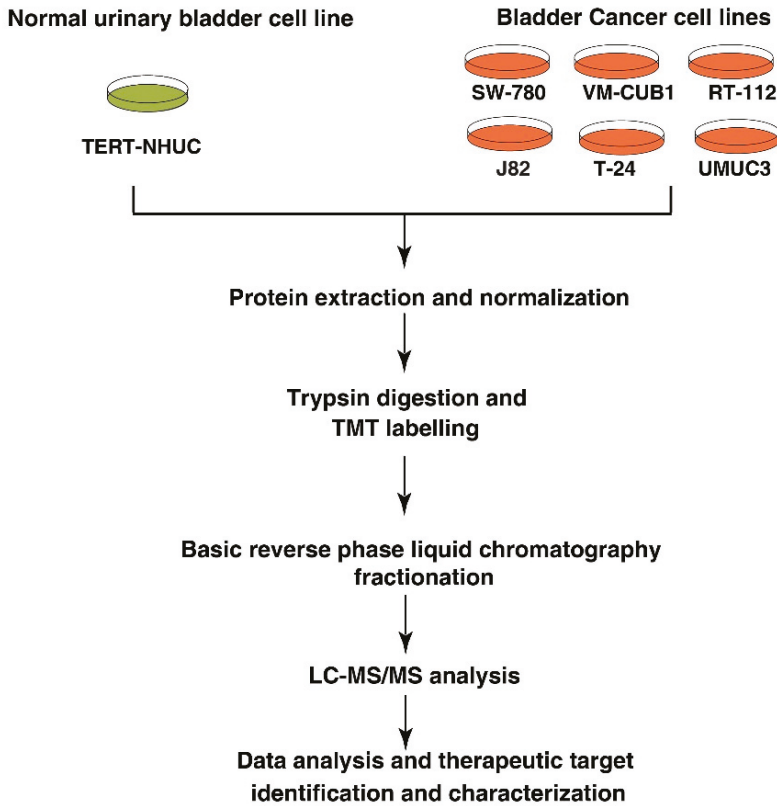 Normal urinary bladder cell line
Bladder Cancer cell lines
SW-780
VM-CUB1
RT-112
TERT-NHUC
J82
T-24
UMUC3
Protein extraction and normalization
Trypsin digestion and
TMT labelling
Basic reverse phase liquid chromatography
fractionation
LC-MS/MS analysis
Data analysis and therapeutic target
identification and characterization